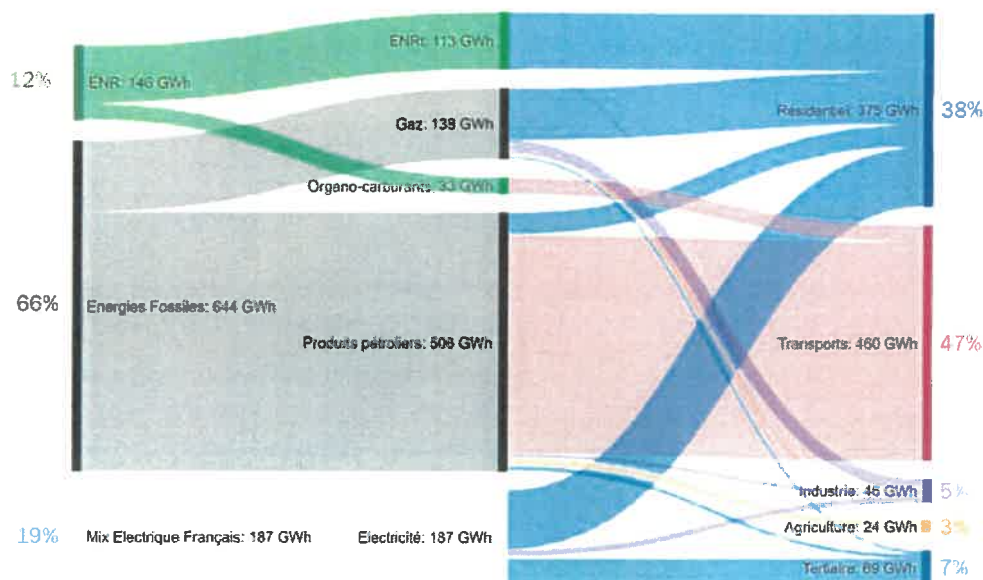 12%
ENR: 146 GWh
ENRt: 113 GWh
Gaz: 138 GWh
Organo-carburants: 33 GWh
Résidentiel: 375 GWh
38%
66%
Energies Fossiles: 644 GWh
Produits pétroliers: 506 GWh
Transports: 460 GWh
47%
Industrie: 46 GWh
5%
19%
Mix Electrique Français: 187 GWh
Electricité: 187 GWh
Agriculture: 24 GWh
3%
Tertiaire: 69 GWh
7%